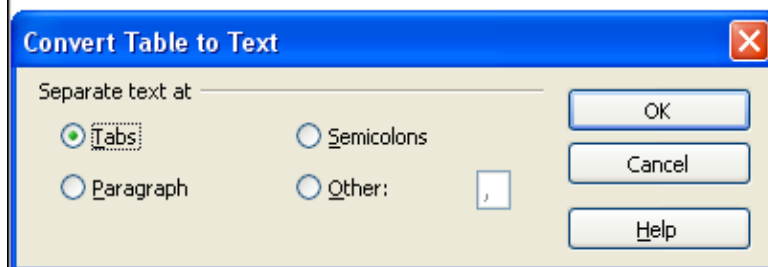 Convert Table to Text
Separate text at
Tabs
Semicolons
Paragraph
Other: ,
OK
Cancel
Help